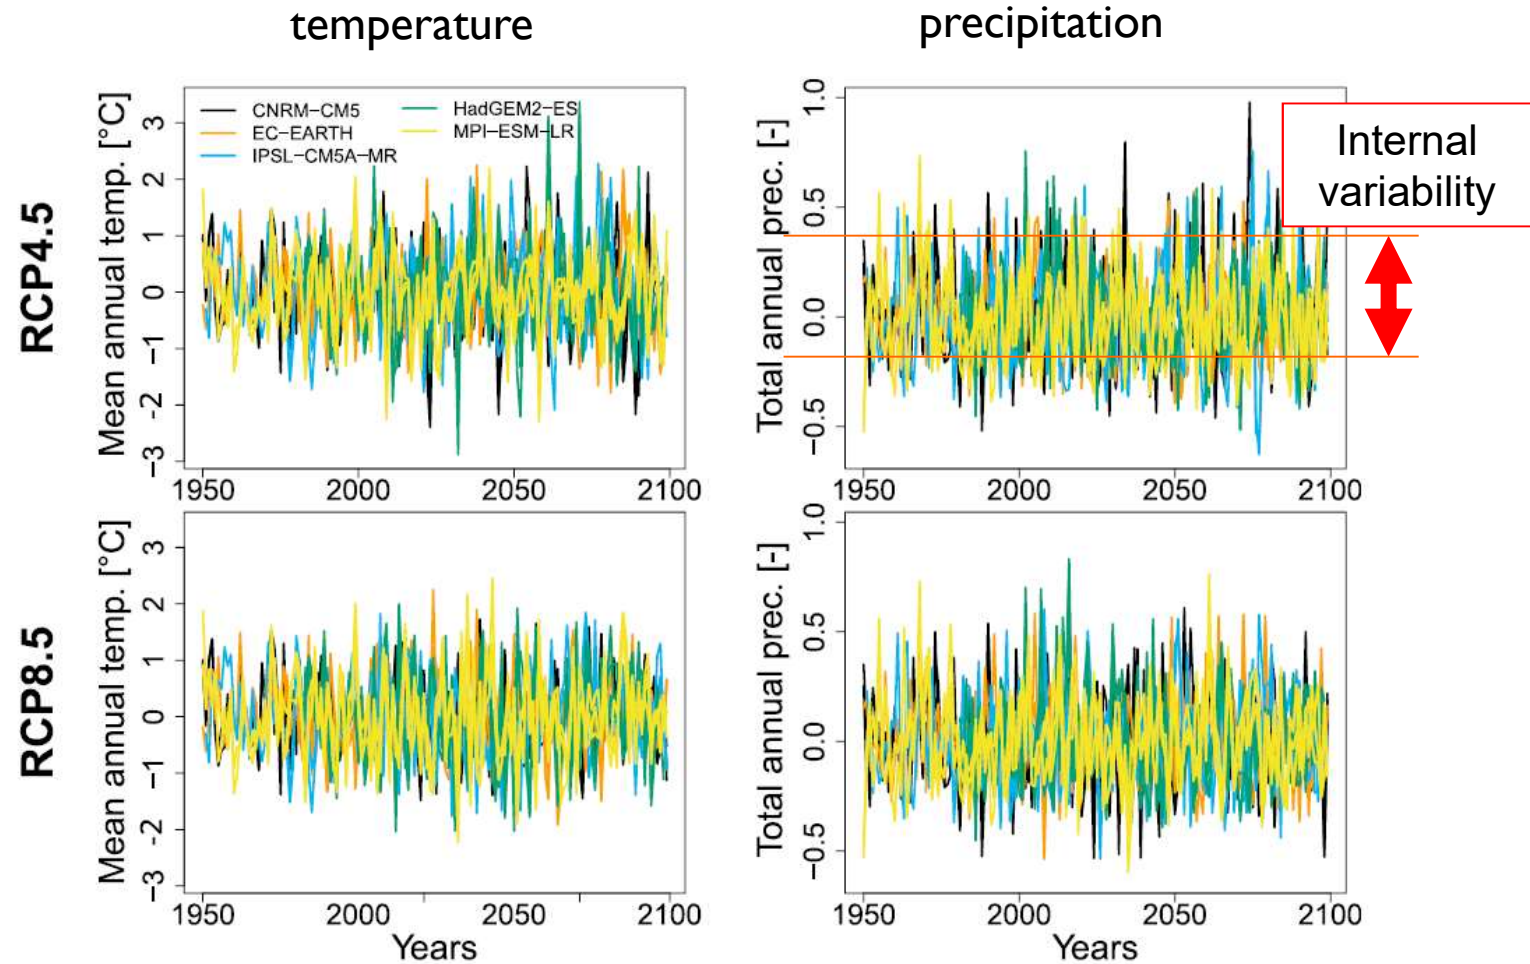 temperature
precipitation
RCP4.5
Mean annual temp. [°C]
3
2
1
0
−1
−2
−3
CNRM−CM5
EC−EARTH
IPSL−CM5A−MR
HadGEM2−ES
MPI−ESM−LR
1950
2000
2050
2100
Total annual prec. [-]
1.0
0.5
0.0
−0.5
1950
2000
2050
2100
Internal
variability
RCP8.5
Mean annual temp. [°C]
3
2
1
0
−1
−2
−3
1950
2000
2050
2100
Years
Total annual prec. [-]
1.0
0.5
0.0
−0.5
1950
2000
2050
2100
Years